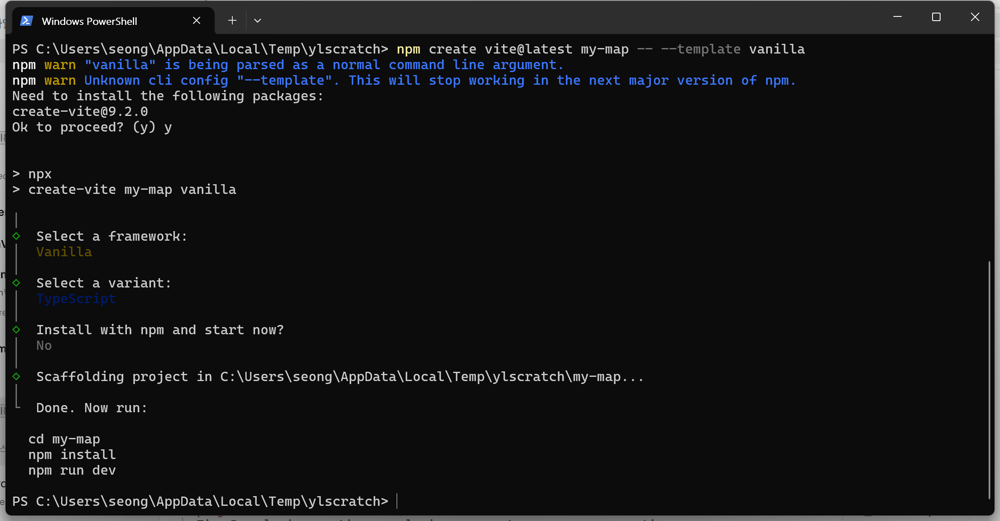 Windows PowerShell
PS C:\Users\seong\AppData\Local\Temp\ylscratch> npm create vite@latest my-map -- --template vanilla
npm warn "vanilla" is being parsed as a normal command line argument.
npm warn Unknown cli config "--template". This will stop working in the next major version of npm.
Need to install the following packages:
create-vite@9.2.0
Ok to proceed? (y) y
> npx
> create-vite my-map vanilla
Select a framework:
Vanilla
Select a variant:
TypeScript
Install with npm and start now?
No
Scaffolding project in C:\Users\seong\AppData\Local\Temp\ylscratch\my-map...
Done. Now run:
cd my-map
npm install
npm run dev
PS C:\Users\seong\AppData\Local\Temp\ylscratch>